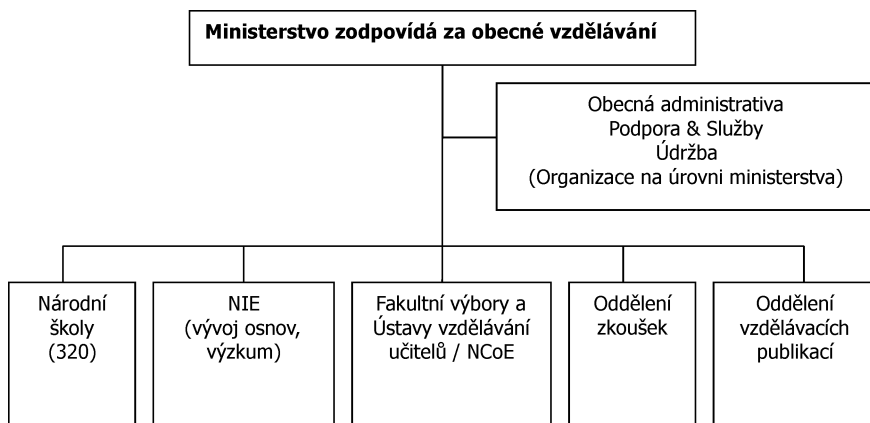 Ministerstvo zodpovídá za obecné vzdělávání
Obecná administrativa
Podpora & Služby
Údržba
(Organizace na úrovni ministerstva)
Národní
školy
(320)
NIE
(vývoj osnov,
výzkum)
Fakultní výbory a
Ústavy vzdělávání
učitelů / NCoE
Oddělení
zkoušek
Oddělení
vzdělávacích
publikací